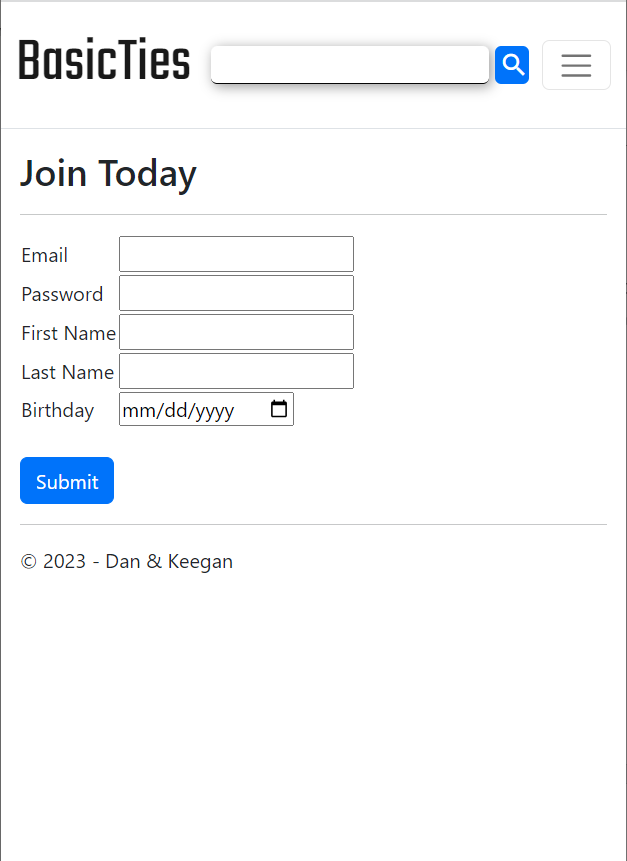 BasicTies
Join Today
Email
Password
First Name
Last Name
Birthday mm/dd/yyyy
Submit
© 2023 - Dan & Keegan